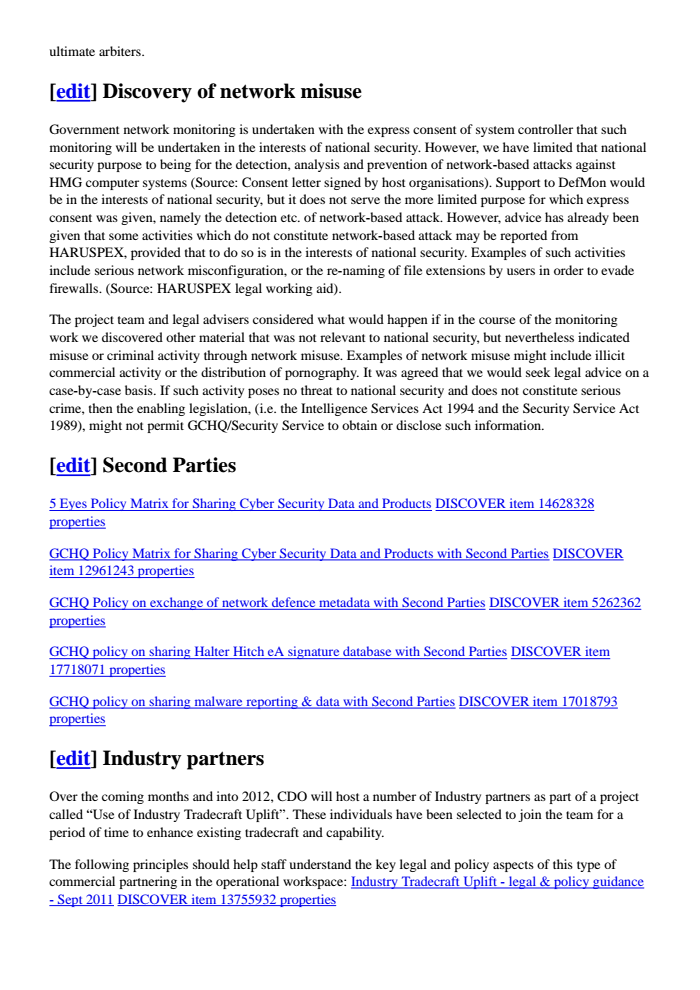 ultimate arbiters.
[edit] Discovery of network misuse
Government network monitoring is undertaken with the express consent of system controller that such
monitoring will be undertaken in the interests of national security. However, we have limited that national
security purpose to being for the detection, analysis and prevention of network-based attacks against
HMG computer systems (Source: Consent letter signed by host organisations). Support to DefMon would
be in the interests of national security, but it does not serve the more limited purpose for which express
consent was given, namely the detection etc. of network-based attack. However, advice has already been
given that some activities which do not constitute network-based attack may be reported from
HARUSPEX, provided that to do so is in the interests of national security. Examples of such activities
include serious network misconfiguration, or the re-naming of file extensions by users in order to evade
firewalls. (Source: HARUSPEX legal working aid).
The project team and legal advisers considered what would happen if in the course of the monitoring
work we discovered other material that was not relevant to national security, but nevertheless indicated
misuse or criminal activity through network misuse. Examples of network misuse might include illicit
commercial activity or the distribution of pornography. It was agreed that we would seek legal advice on a
case-by-case basis. If such activity poses no threat to national security and does not constitute serious
crime, then the enabling legislation, (i.e. the Intelligence Services Act 1994 and the Security Service Act
1989), might not permit GCHQ/Security Service to obtain or disclose such information.
[edit] Second Parties
5 Eyes Policy Matrix for Sharing Cyber Security Data and Products DISCOVER item 14628328
properties
GCHQ Policy Matrix for Sharing Cyber Security Data and Products with Second Parties DISCOVER
item 12961243 properties
GCHQ Policy on exchange of network defence metadata with Second Parties DISCOVER item 5262362
properties
GCHQ policy on sharing Halter Hitch eA signature database with Second Parties DISCOVER item
17718071 properties
GCHQ policy on sharing malware reporting & data with Second Parties DISCOVER item 17018793
properties
[edit] Industry partners
Over the coming months and into 2012, CDO will host a number of Industry partners as part of a project
called “Use of Industry Tradecraft Uplift”. These individuals have been selected to join the team for a
period of time to enhance existing tradecraft and capability.
The following principles should help staff understand the key legal and policy aspects of this type of
commercial partnering in the operational workspace: Industry Tradecraft Uplift - legal & policy guidance
- Sept 2011 DISCOVER item 13755932 properties